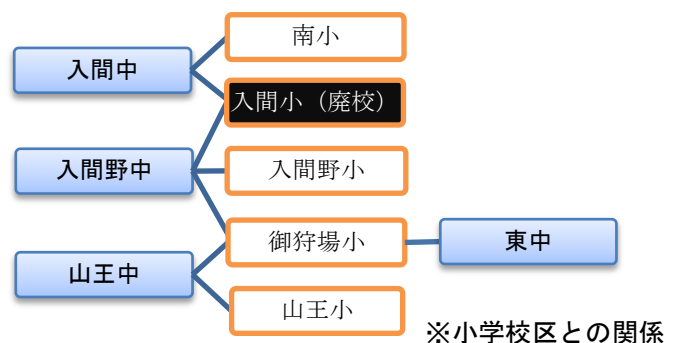 南小
入間中
入間小（廃校）
入間野中
入間野小
御狩場小
東中
山王中
山王小
※小学校区との関係